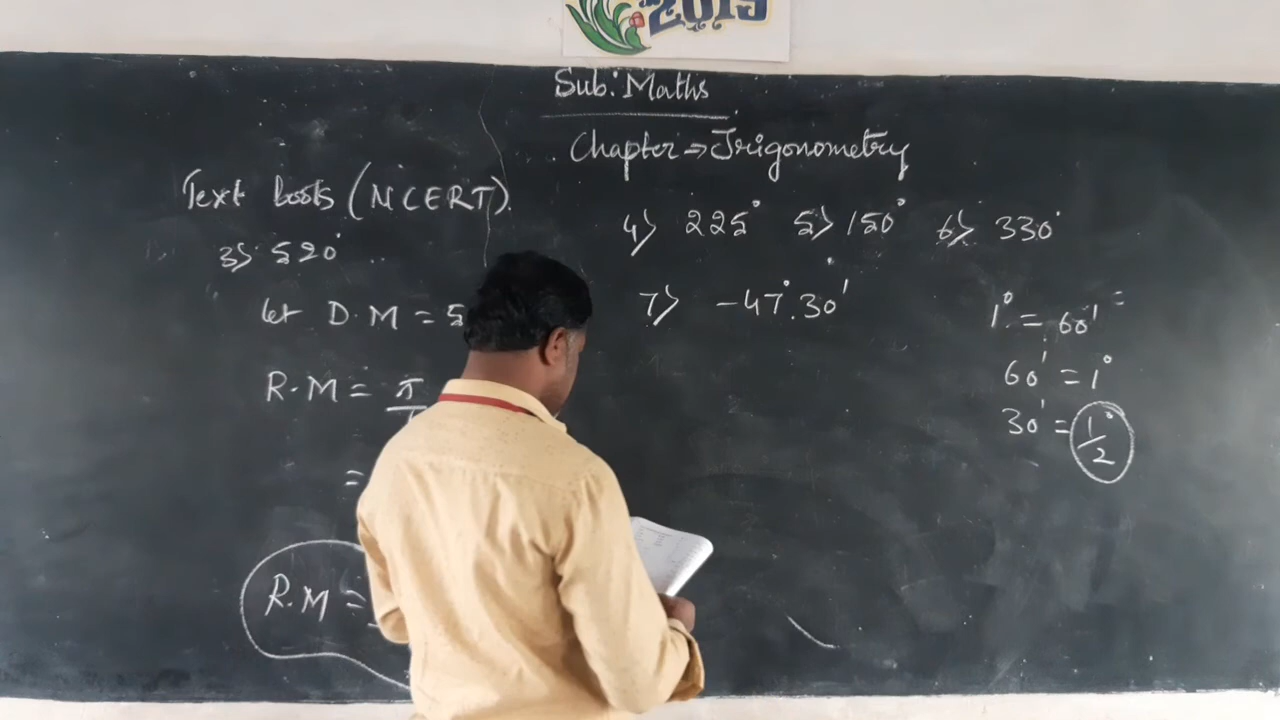 2019
Sub: Maths
Chapter ⇒ Trigonometry
Text books (NCERT)
3) 520°
let D.M = 5
R.M = π
=
R.M =
4) 225° 5) 150° 6) 330°
7) -47°.30'
1° = 60'
60' = 1°
30' = 1°/2